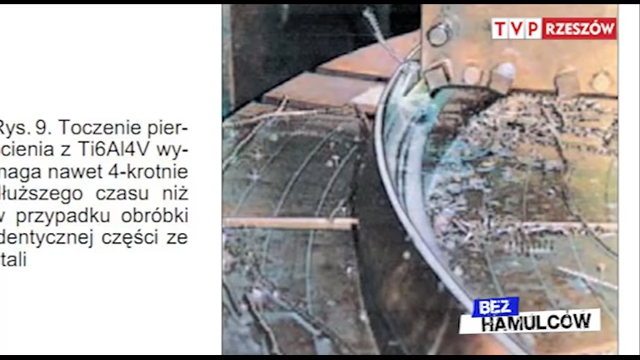 TVP RZESZÓW
Rys. 9. Toczenie pier-
ścienia z Ti6Al4V wy-
maga nawet 4-krotnie
dłuższego czasu niż
w przypadku obróbki
identycznej części ze
stali
BEZ
HAMULCÓW